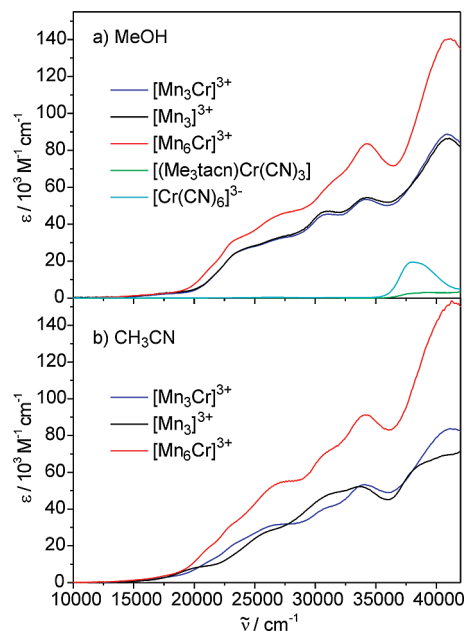 140
120
100
80
60
40
20
0
ε / 10³ M⁻¹ cm⁻¹
a) MeOH
[Mn₃Cr]³⁺
[Mn₃]³⁺
[Mn₆Cr]³⁺
[(Me₃tacn)Cr(CN)₃]
[Cr(CN)₆]³⁻
140
120
100
80
60
40
20
0
ε / 10³ M⁻¹ cm⁻¹
b) CH₃CN
[Mn₃Cr]³⁺
[Mn₃]³⁺
[Mn₆Cr]³⁺
10000 15000 20000 25000 30000 35000 40000
ṽ / cm⁻¹